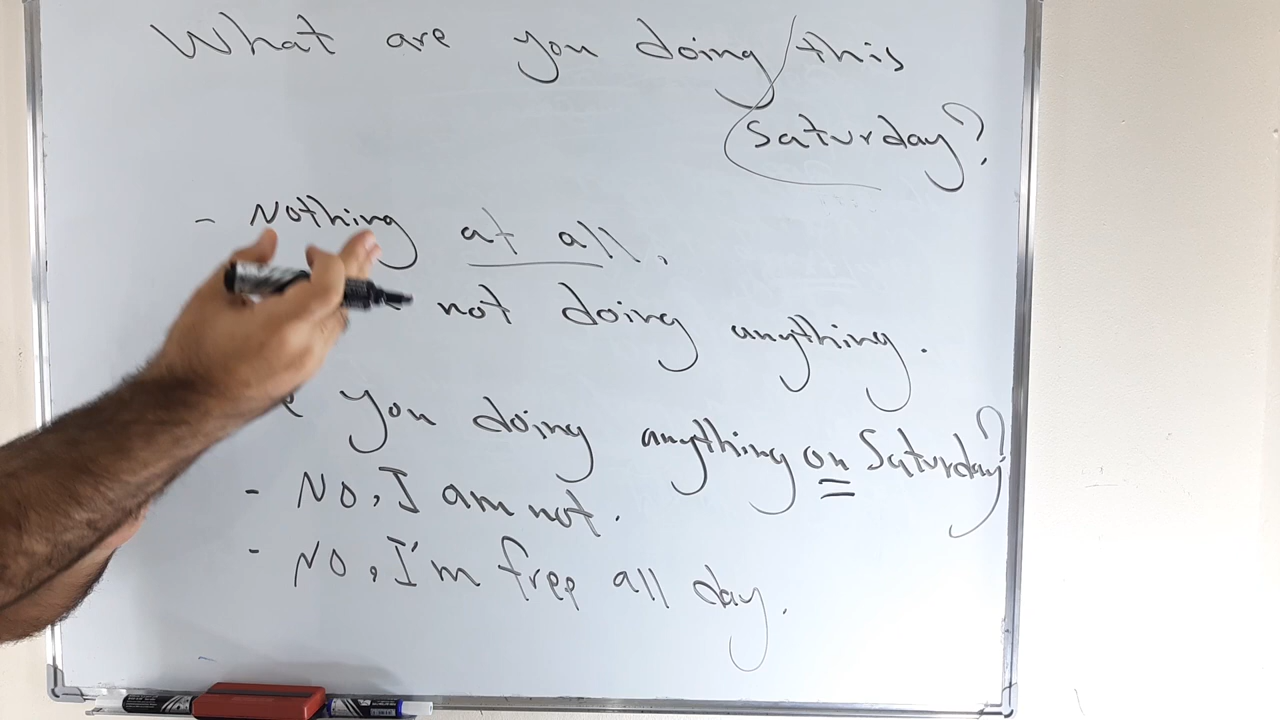 What are you doing this
Saturday?
- Nothing at all.
not doing anything.
you doing anything on Saturday?
- No, I am not.
- No, I'm free all day.